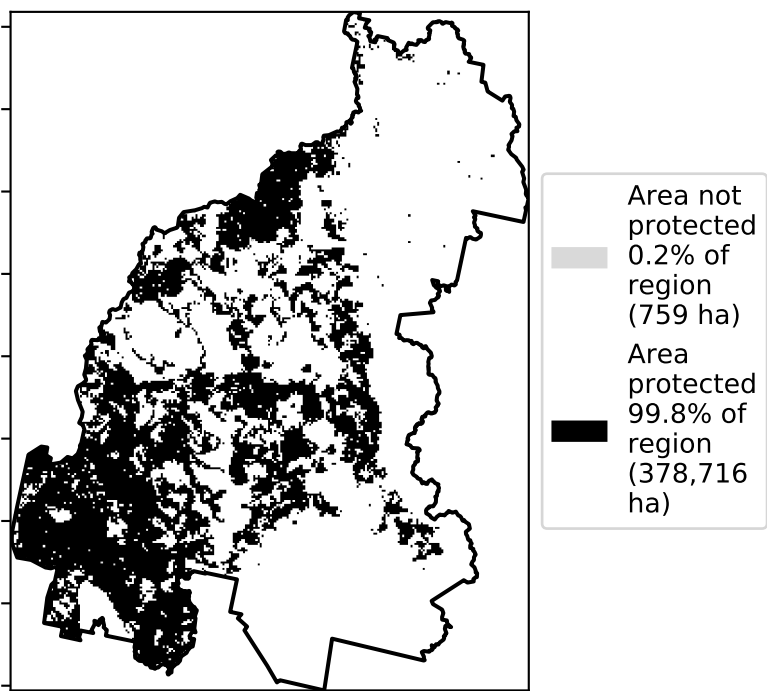 Area not
protected
0.2% of
region
(759 ha)
Area
protected
99.8% of
region
(378,716
ha)